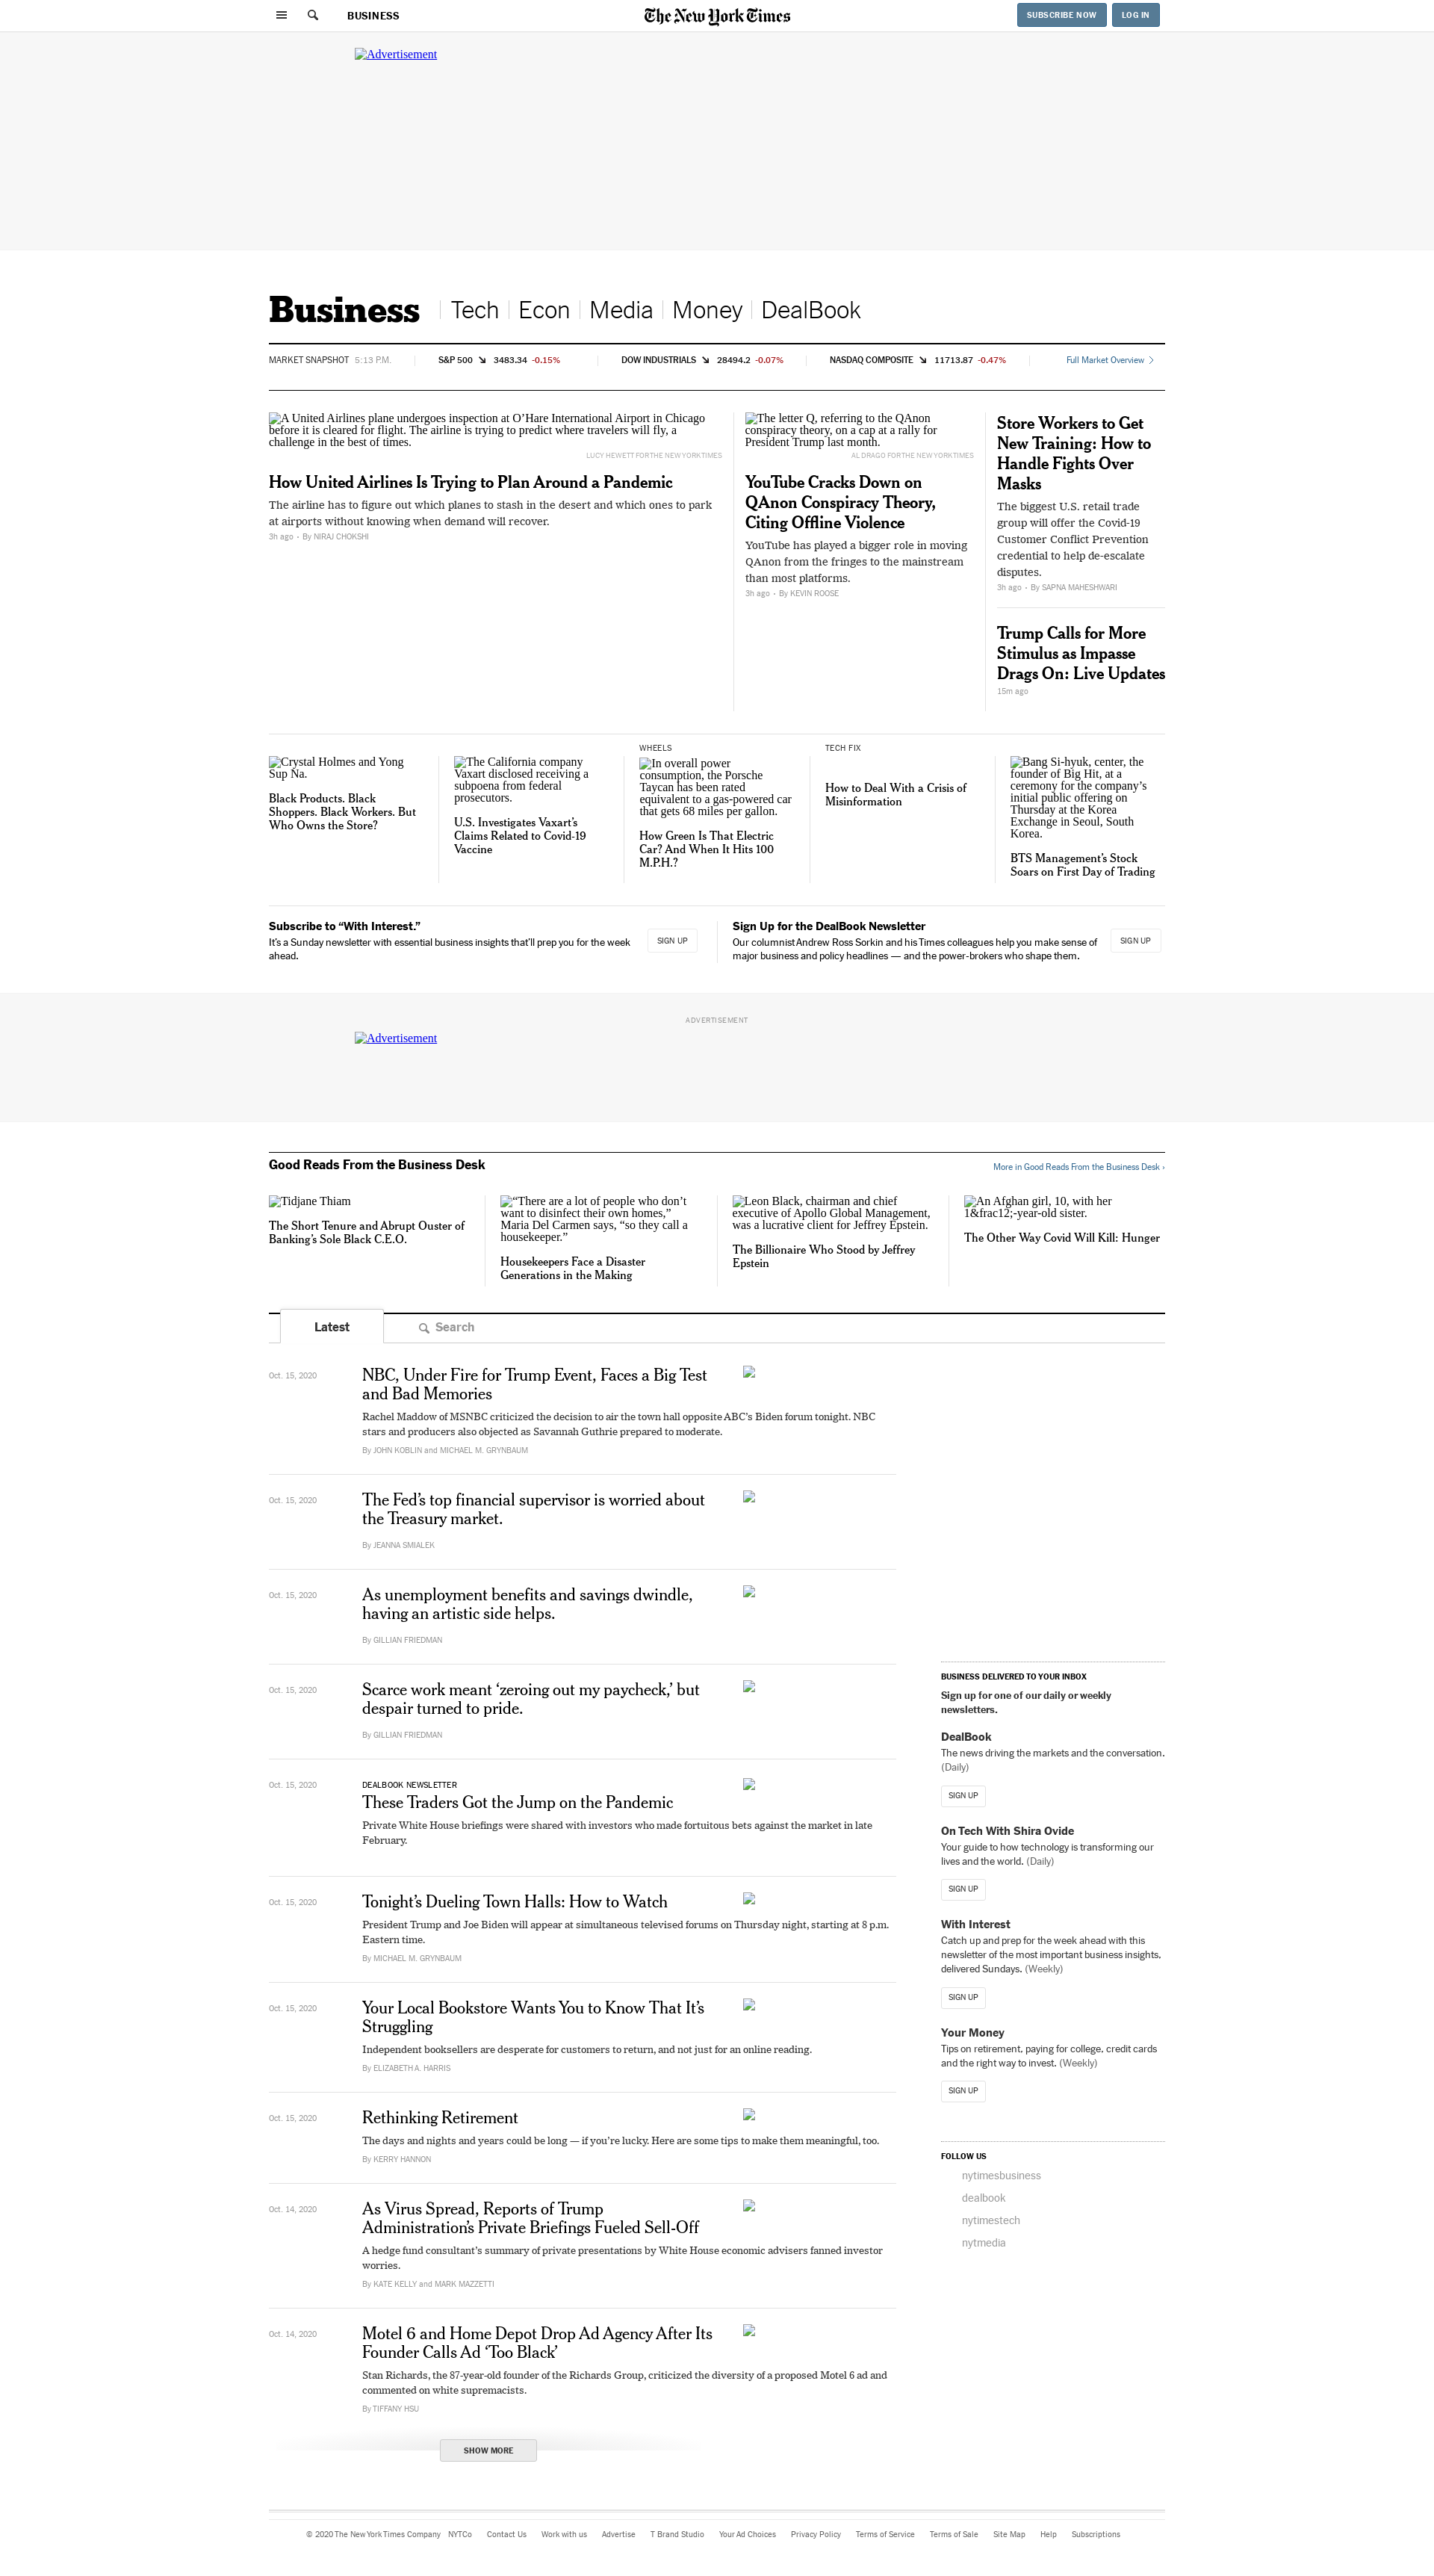 BUSINESS
The New York Times
SUBSCRIBE NOW
LOG IN
Advertisement
Business
Tech
Econ
Media
Money
DealBook
MARKET SNAPSHOT 5:13 P.M.
S&P 500 3483.34 -0.15%
DOW INDUSTRIALS 28494.2 -0.07%
NASDAQ COMPOSITE 11713.87 -0.47%
Full Market Overview
A United Airlines plane undergoes inspection at O’Hare International Airport in Chicago
before it is cleared for flight. The airline is trying to predict where travelers will fly, a
challenge in the best of times.
LUCY HEWETT FOR THE NEW YORK TIMES
How United Airlines Is Trying to Plan Around a Pandemic
The airline has to figure out which planes to stash in the desert and which ones to park
at airports without knowing when demand will recover.
3h ago • By NIRAJ CHOKSHI
The letter Q, referring to the QAnon
conspiracy theory, on a cap at a rally for
President Trump last month.
AL DRAGO FOR THE NEW YORK TIMES
YouTube Cracks Down on
QAnon Conspiracy Theory,
Citing Offline Violence
YouTube has played a bigger role in moving
QAnon from the fringes to the mainstream
than most platforms.
3h ago • By KEVIN ROOSE
Store Workers to Get
New Training: How to
Handle Fights Over
Masks
The biggest U.S. retail trade
group will offer the Covid-19
Customer Conflict Prevention
credential to help de-escalate
disputes.
3h ago • By SAPNA MAHESHWARI
Trump Calls for More
Stimulus as Impasse
Drags On: Live Updates
15m ago
Crystal Holmes and Yong
Sup Na.
Black Products. Black
Shoppers. Black Workers. But
Who Owns the Store?
The California company
Vaxart disclosed receiving a
subpoena from federal
prosecutors.
U.S. Investigates Vaxart’s
Claims Related to Covid-19
Vaccine
WHEELS
In overall power
consumption, the Porsche
Taycan has been rated
equivalent to a gas-powered car
that gets 68 miles per gallon.
How Green Is That Electric
Car? And When It Hits 100
M.P.H.?
TECH FIX
How to Deal With a Crisis of
Misinformation
Bang Si-hyuk, center, the
founder of Big Hit, at a
ceremony for the company’s
initial public offering on
Thursday at the Korea
Exchange in Seoul, South
Korea.
BTS Management’s Stock
Soars on First Day of Trading
Subscribe to “With Interest.”
It’s a Sunday newsletter with essential business insights that’ll prep you for the week
ahead.
SIGN UP
Sign Up for the DealBook Newsletter
Our columnist Andrew Ross Sorkin and his Times colleagues help you make sense of
major business and policy headlines — and the power-brokers who shape them.
SIGN UP
ADVERTISEMENT
Advertisement
Good Reads From the Business Desk
More in Good Reads From the Business Desk ›
Tidjane Thiam
The Short Tenure and Abrupt Ouster of
Banking’s Sole Black C.E.O.
“There are a lot of people who don’t
want to disinfect their own homes,”
Maria Del Carmen says, “so they call a
housekeeper.”
Housekeepers Face a Disaster
Generations in the Making
Leon Black, chairman and chief
executive of Apollo Global Management,
was a lucrative client for Jeffrey Epstein.
The Billionaire Who Stood by Jeffrey
Epstein
An Afghan girl, 10, with her
1&frac12;-year-old sister.
The Other Way Covid Will Kill: Hunger
Latest
Search
Oct. 15, 2020
NBC, Under Fire for Trump Event, Faces a Big Test
and Bad Memories
Rachel Maddow of MSNBC criticized the decision to air the town hall opposite ABC’s Biden forum tonight. NBC
stars and producers also objected as Savannah Guthrie prepared to moderate.
By JOHN KOBLIN and MICHAEL M. GRYNBAUM
Oct. 15, 2020
The Fed’s top financial supervisor is worried about
the Treasury market.
By JEANNA SMIALEK
Oct. 15, 2020
As unemployment benefits and savings dwindle,
having an artistic side helps.
By GILLIAN FRIEDMAN
Oct. 15, 2020
Scarce work meant ‘zeroing out my paycheck,’ but
despair turned to pride.
By GILLIAN FRIEDMAN
Oct. 15, 2020
DEALBOOK NEWSLETTER
These Traders Got the Jump on the Pandemic
Private White House briefings were shared with investors who made fortuitous bets against the market in late
February.
Oct. 15, 2020
Tonight’s Dueling Town Halls: How to Watch
President Trump and Joe Biden will appear at simultaneous televised forums on Thursday night, starting at 8 p.m.
Eastern time.
By MICHAEL M. GRYNBAUM
Oct. 15, 2020
Your Local Bookstore Wants You to Know That It’s
Struggling
Independent booksellers are desperate for customers to return, and not just for an online reading.
By ELIZABETH A. HARRIS
Oct. 15, 2020
Rethinking Retirement
The days and nights and years could be long — if you’re lucky. Here are some tips to make them meaningful, too.
By KERRY HANNON
Oct. 14, 2020
As Virus Spread, Reports of Trump
Administration’s Private Briefings Fueled Sell-Off
A hedge fund consultant’s summary of private presentations by White House economic advisers fanned investor
worries.
By KATE KELLY and MARK MAZZETTI
Oct. 14, 2020
Motel 6 and Home Depot Drop Ad Agency After Its
Founder Calls Ad ‘Too Black’
Stan Richards, the 87-year-old founder of the Richards Group, criticized the diversity of a proposed Motel 6 ad and
commented on white supremacists.
By TIFFANY HSU
SHOW MORE
BUSINESS DELIVERED TO YOUR INBOX
Sign up for one of our daily or weekly
newsletters.
DealBook
The news driving the markets and the conversation.
(Daily)
SIGN UP
On Tech With Shira Ovide
Your guide to how technology is transforming our
lives and the world. (Daily)
SIGN UP
With Interest
Catch up and prep for the week ahead with this
newsletter of the most important business insights,
delivered Sundays. (Weekly)
SIGN UP
Your Money
Tips on retirement, paying for college, credit cards
and the right way to invest. (Weekly)
SIGN UP
FOLLOW US
nytimesbusiness
dealbook
nytimestech
nytmedia
© 2020 The New York Times Company NYTCo Contact Us Work with us Advertise T Brand Studio Your Ad Choices Privacy Policy Terms of Service Terms of Sale Site Map Help Subscriptions